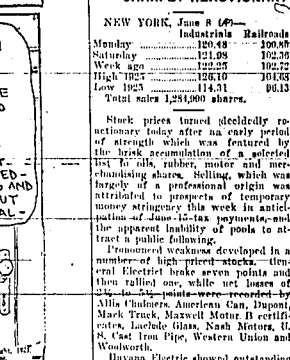 NEW YORK, June 8 (AP)—
Industrials Railroads
Monday 120.48 100.80
Saturday 121.98 102.36
Week ago 122.25 102.72
High 1925 126.10 104.68
Low 1925 114.31 96.13
Total sales 1,284,900 shares.
Stock prices turned decidedly re-
actionary today after an early period
of strength which was featured by
the brisk accumulation of a selected
list to oils, rubber, motor and mer-
chandising shares. Selling, which was
largely of a professional origin was
attributed to prospects of temporary
money stringency this week in antici-
pation of June 15 tax payments, and
the apparent inability of pools to at-
tract a public following.
Pronounced weakness developed in a
number of high priced stocks. Gen-
eral Electriet brake seven points and
then rallied one, while net losses of
points were recorded by
Allis Chalmers, American Can, Dupont,
Mack Truck, Maxwell Motor B certifi-
cates, Laclede Glass, Nash Motors, U.
S. Cast Iron Pipe, Western Union and
Woolworth.
Havana Electric showed outstanding
AND